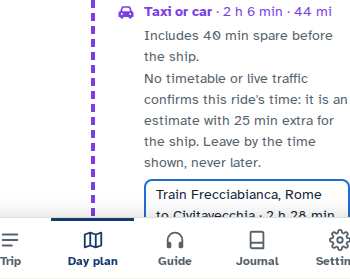 Taxi or car · 2 h 6 min · 44 mi
Includes 40 min spare before
the ship.
No timetable or live traffic
confirms this ride's time: it is an
estimate with 25 min extra for
the ship. Leave by the time
shown, never later.
Train Frecciabianca, Rome
to Civitavecchia · 2 h 28 min
Trip
Day plan
Guide
Journal
Settin